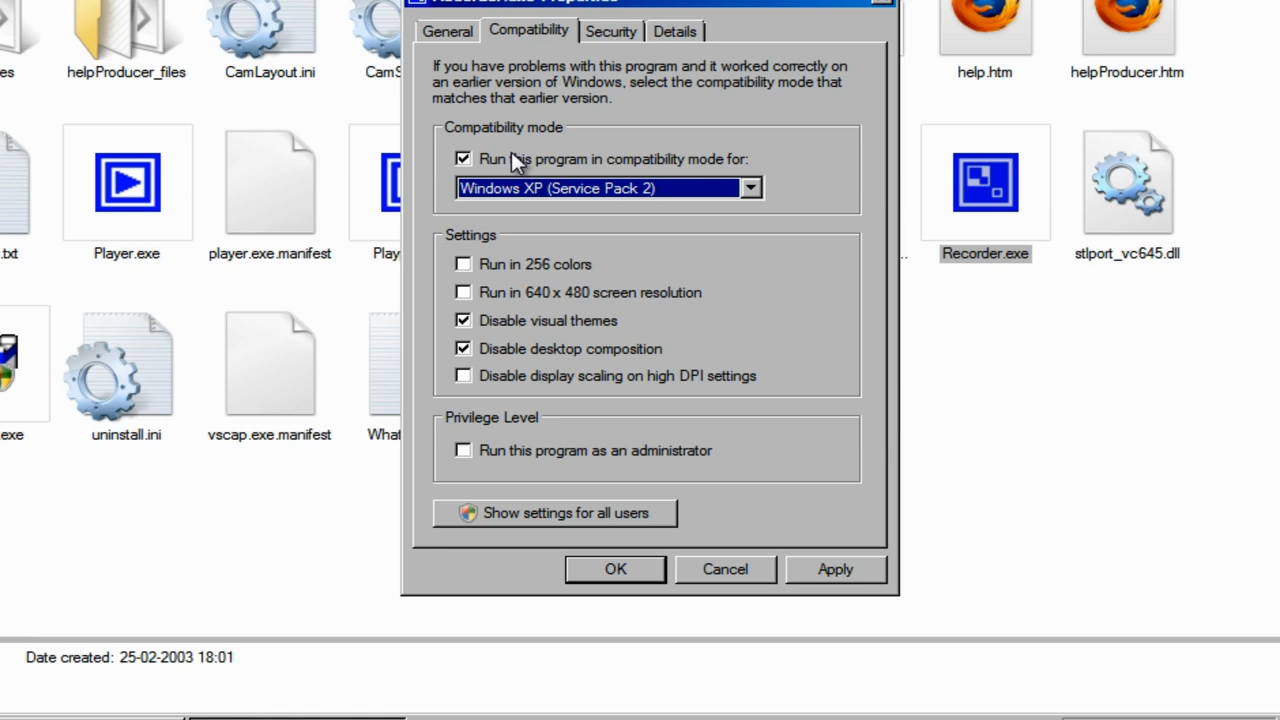 General
Compatibility
Security
Details
If you have problems with this program and it worked correctly on
an earlier version of Windows, select the compatibility mode that
matches that earlier version.
Compatibility mode
Run this program in compatibility mode for:
Windows XP (Service Pack 2)
Settings
Run in 256 colors
Run in 640 x 480 screen resolution
Disable visual themes
Disable desktop composition
Disable display scaling on high DPI settings
Privilege Level
Run this program as an administrator
Show settings for all users
OK
Cancel
Apply
helpProducer_files
CamLayout.ini
help.htm
helpProducer.htm
.txt
Player.exe
player.exe.manifest
Recorder.exe
stlport_vc645.dll
exe
uninstall.ini
vscap.exe.manifest
Date created: 25-02-2003 18:01